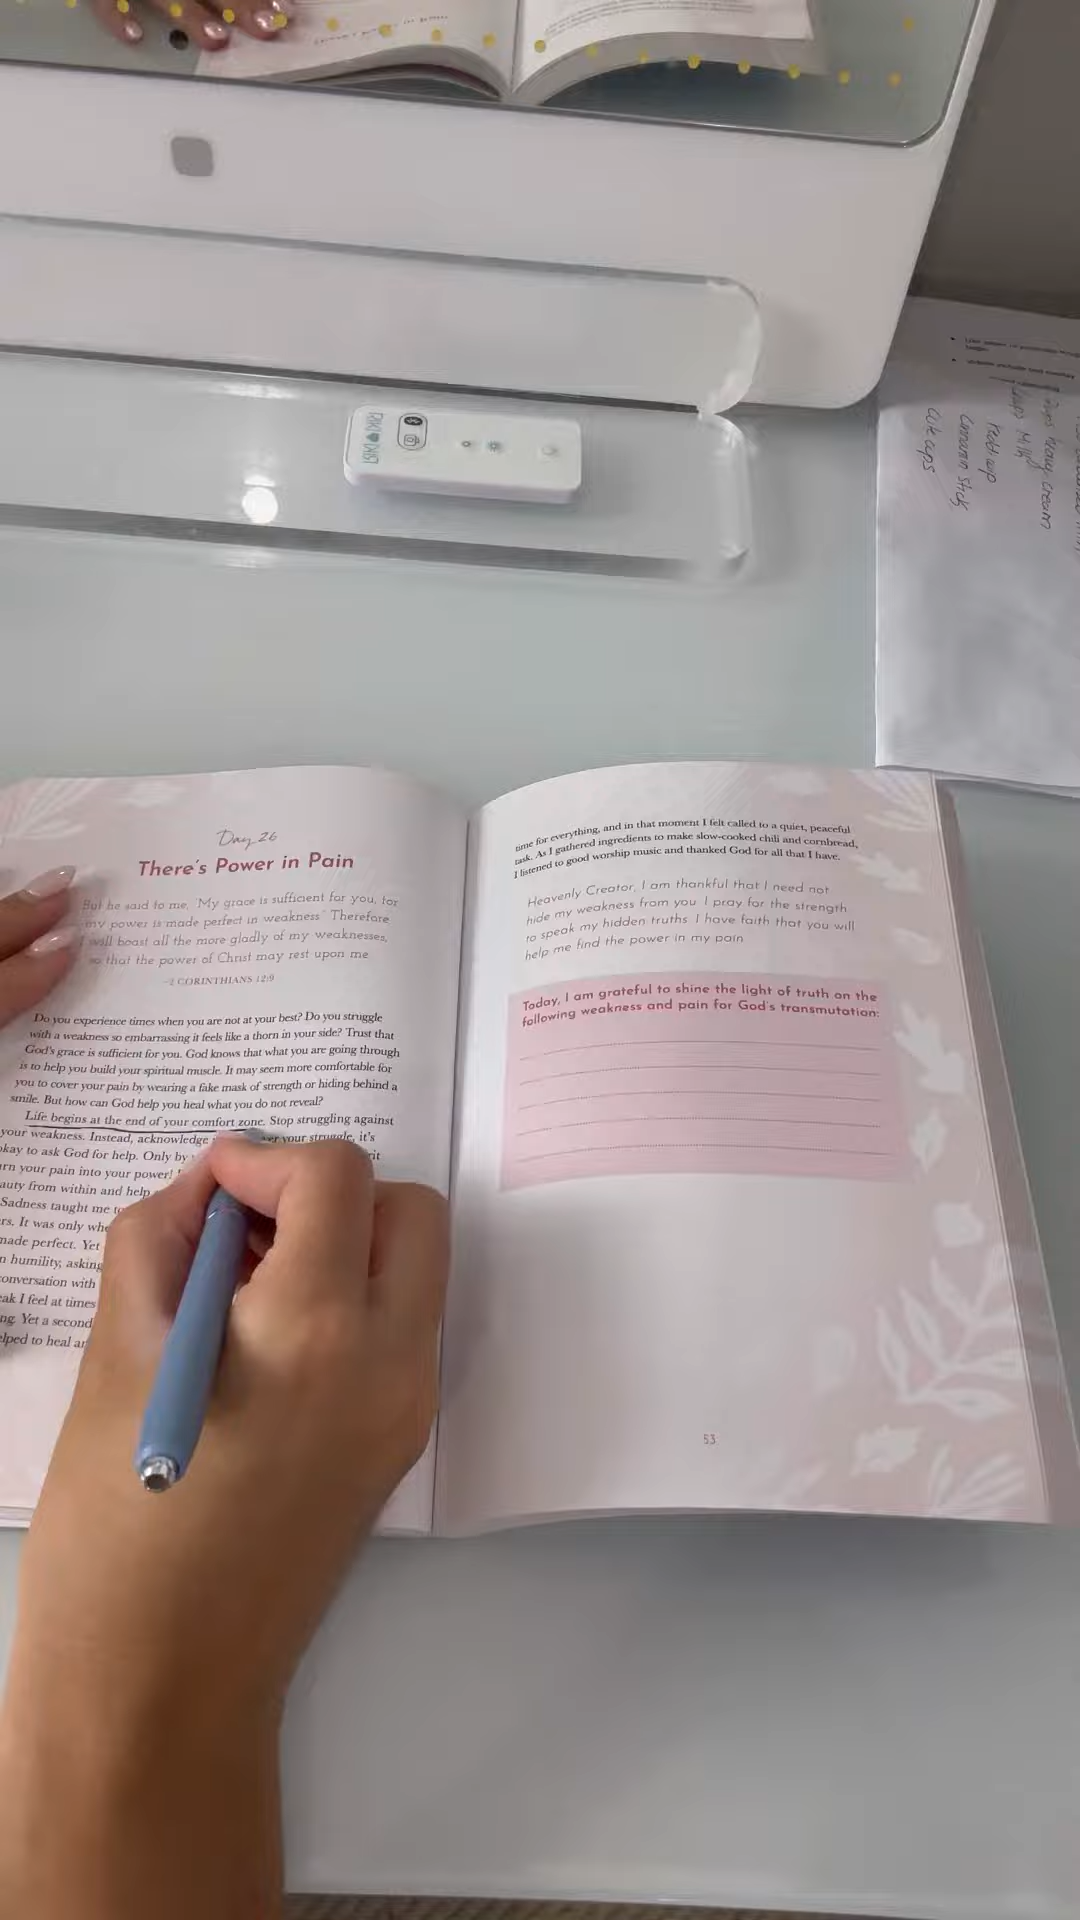 RIKI LOVES RIKI
2 cups heavy cream
Milk
Cinnamon Stick
Cute cups
Day 26
There's Power in Pain
But he said to me, "My grace is sufficient for you, for
my power is made perfect in weakness." Therefore
I will boast all the more gladly of my weaknesses,
so that the power of Christ may rest upon me.
–2 CORINTHIANS 12:9
Do you experience times when you are not at your best? Do you struggle
with a weakness so embarrassing it feels like a thorn in your side? Trust that
God's grace is sufficient for you. God knows that what you are going through
is to help you build your spiritual muscle. It may seem more comfortable for
you to cover your pain by wearing a fake mask of strength or hiding behind a
smile. But how can God help you heal what you do not reveal?
Life begins at the end of your comfort zone. Stop struggling against
your weakness. Instead, acknowledge your struggle, it's
okay to ask God for help. Only by
turn your pain into your power!
beauty from within and help
Sadness taught me to
It was only whe
made perfect. Yet
in humility, asking
conversation with
I feel at times
Yet a second
helped to heal
time for everything, and in that moment I felt called to a quiet, peaceful
task. As I gathered ingredients to make slow-cooked chili and cornbread,
I listened to good worship music and thanked God for all that I have.
Heavenly Creator, I am thankful that I need not
hide my weakness from you. I pray for the strength
to speak my hidden truths. I have faith that you will
help me find the power in my pain.
Today, I am grateful to shine the light of truth on the
following weakness and pain for God's transmutation:
53